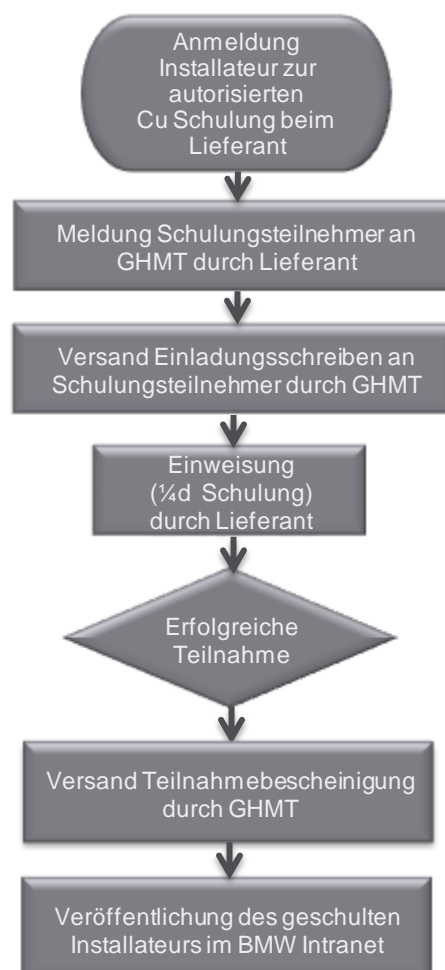 Anmeldung
Installateur zur
autorisierten
Cu Schulung beim
Lieferant
Meldung Schulungsteilnehmer an
GHMT durch Lieferant
Versand Einladungsschreiben an
Schulungsteilnehmer durch GHMT
Einweisung
(¼d Schulung)
durch Lieferant
Erfolgreiche
Teilnahme
Versand Teilnahmebescheinigung
durch GHMT
Veröffentlichung des geschulten
Installateurs im BMW Intranet